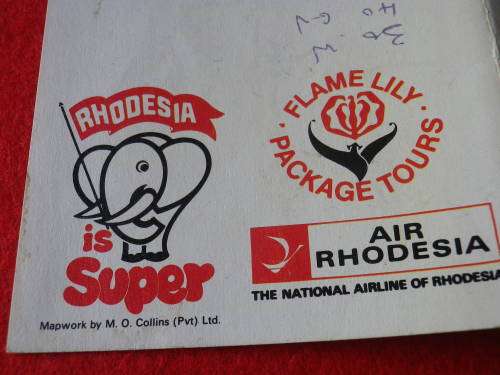 RHODESIA
is
Super
Mapwork by M. O. Collins (Pvt) Ltd.
· FLAME LILY ·
PACKAGE TOURS
AIR
RHODESIA
THE NATIONAL AIRLINE OF RHODESIA